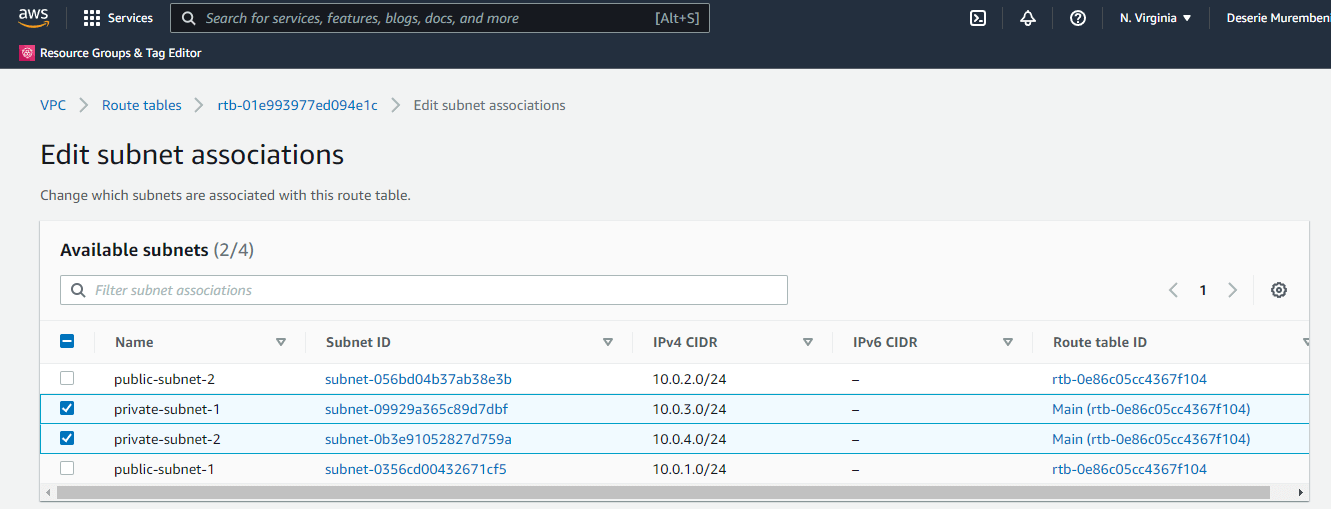 aws Services Search for services, features, blogs, docs, and more [Alt+S] N. Virginia Deserie Muremben
Resource Groups & Tag Editor
VPC Route tables rtb-01e993977ed094e1c Edit subnet associations
Edit subnet associations
Change which subnets are associated with this route table.
Available subnets (2/4)
Filter subnet associations 1
Name Subnet ID IPv4 CIDR IPv6 CIDR Route table ID
public-subnet-2 subnet-056bd04b37ab38e3b 10.0.2.0/24 – rtb-0e86c05cc4367f104
private-subnet-1 subnet-09929a365c89d7dbf 10.0.3.0/24 – Main (rtb-0e86c05cc4367f104)
private-subnet-2 subnet-0b3e91052827d759a 10.0.4.0/24 – Main (rtb-0e86c05cc4367f104)
public-subnet-1 subnet-0356cd00432671cf5 10.0.1.0/24 – rtb-0e86c05cc4367f104